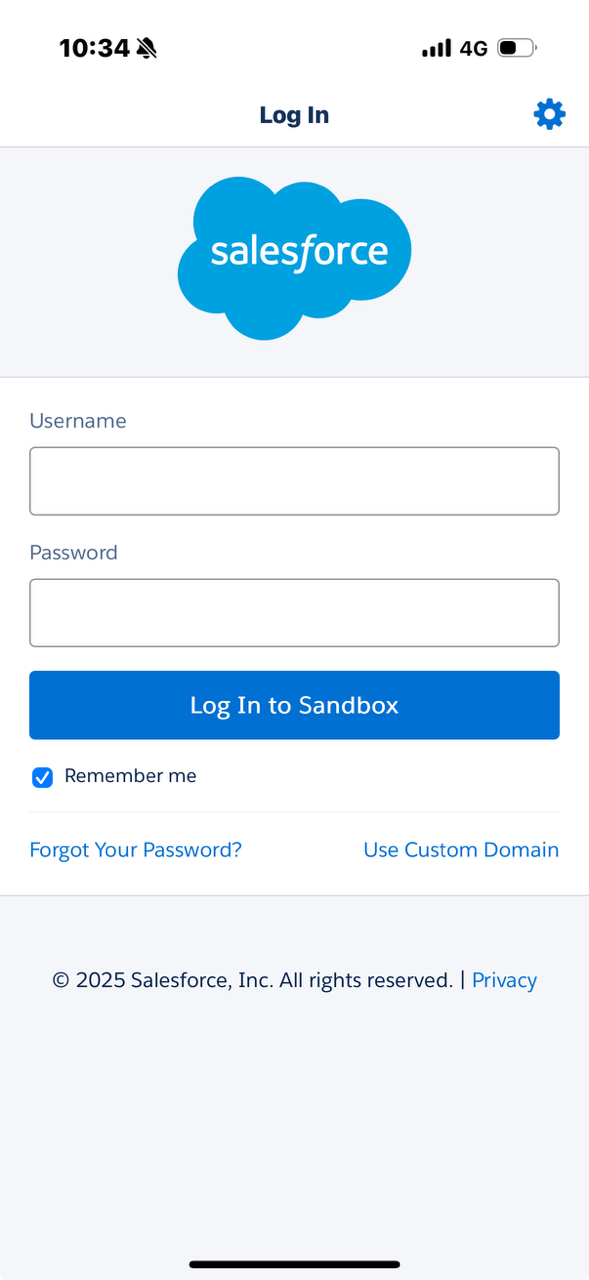 10:34 4G
Log In
salesforce
Username
Password
Log In to Sandbox
Remember me
Forgot Your Password? Use Custom Domain
© 2025 Salesforce, Inc. All rights reserved. | Privacy